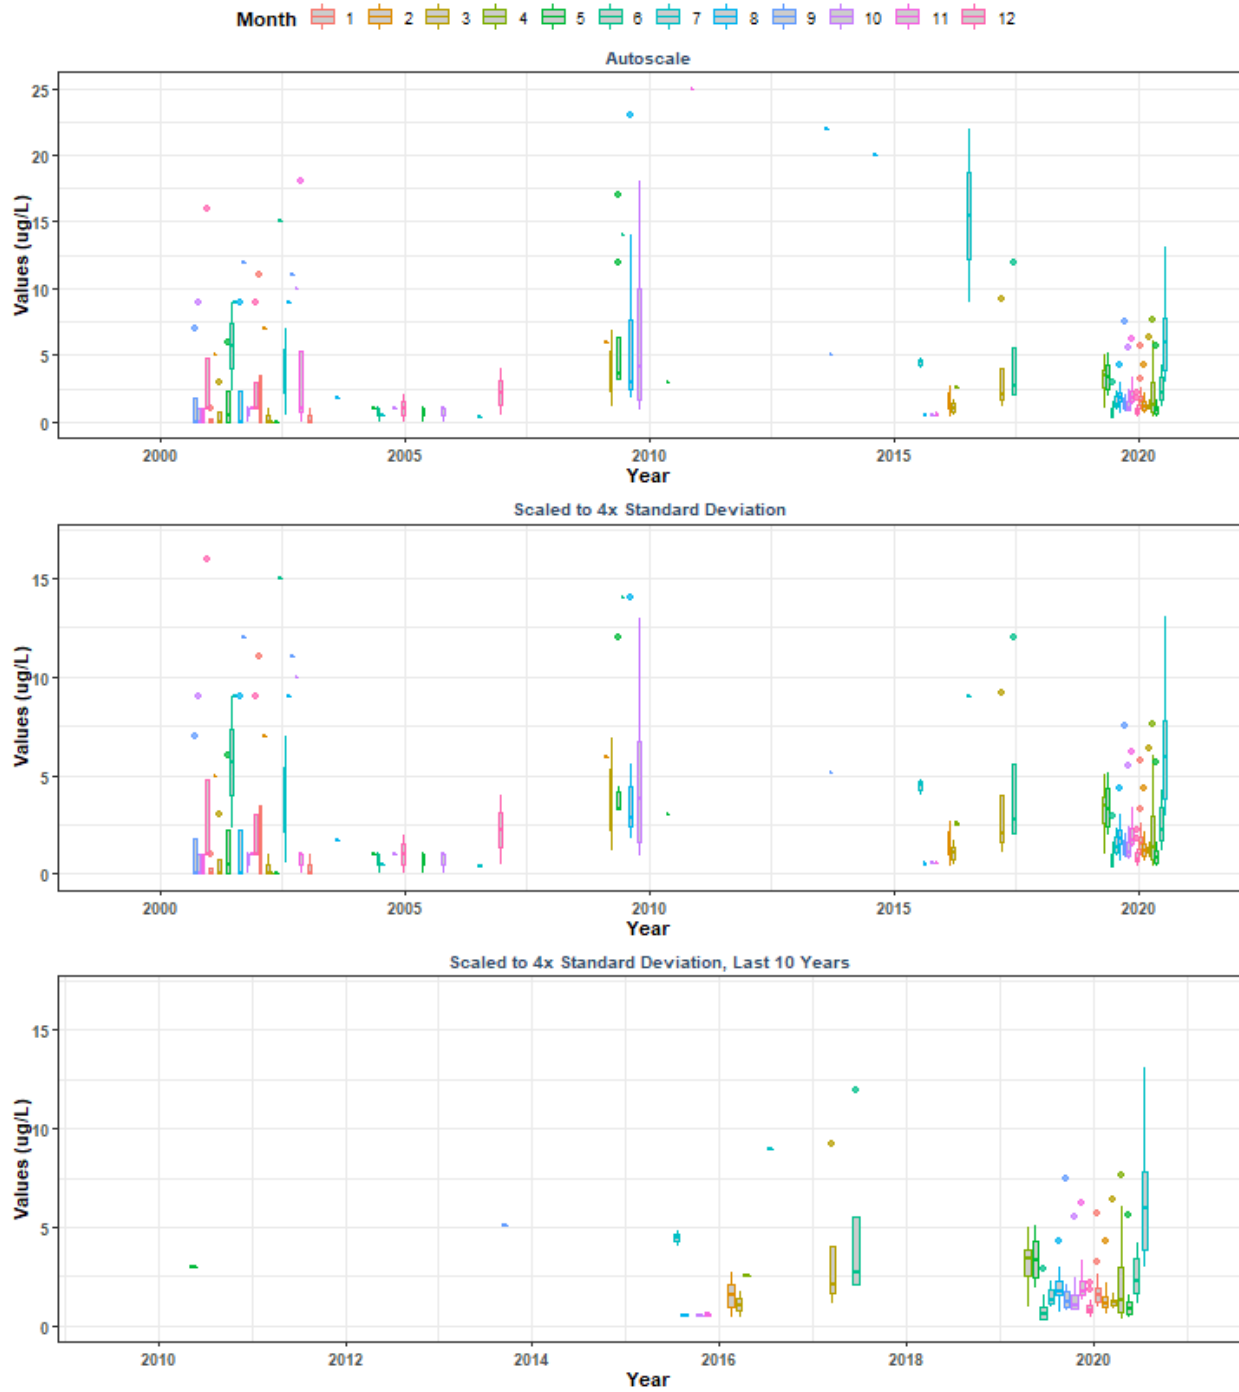 Month 1 2 3 4 5 6 7 8 9 10 11 12
Autoscale
Values (ug/L)
25
20
15
10
5
0
2000 2005 2010 2015 2020
Year
Scaled to 4x Standard Deviation
Values (ug/L)
15
10
5
0
2000 2005 2010 2015 2020
Year
Scaled to 4x Standard Deviation, Last 10 Years
Values (ug/L)
15
10
5
0
2010 2012 2014 2016 2018 2020
Year